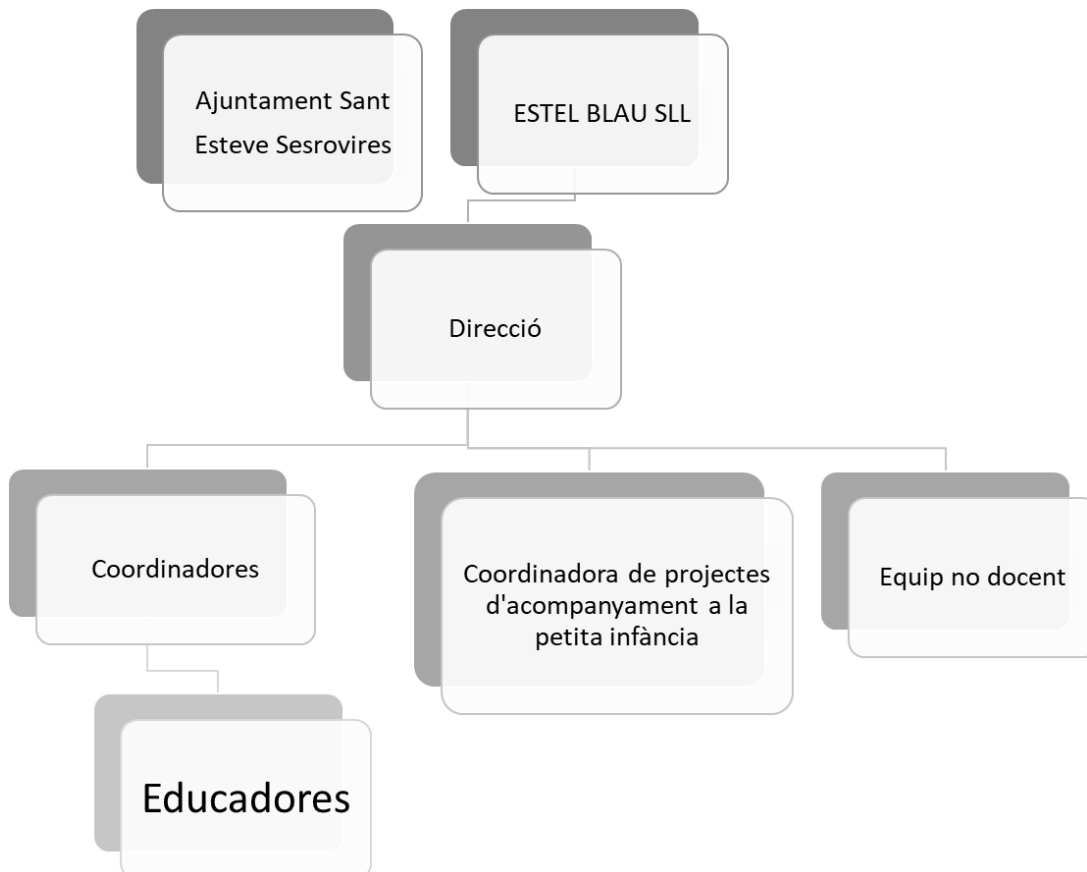 Ajuntament Sant
Esteve Sesrovires
ESTEL BLAU SLL
Direcció
Coordinadores
Coordinadora de projectes
d'acompanyament a la
petita infància
Equip no docent
Educadores